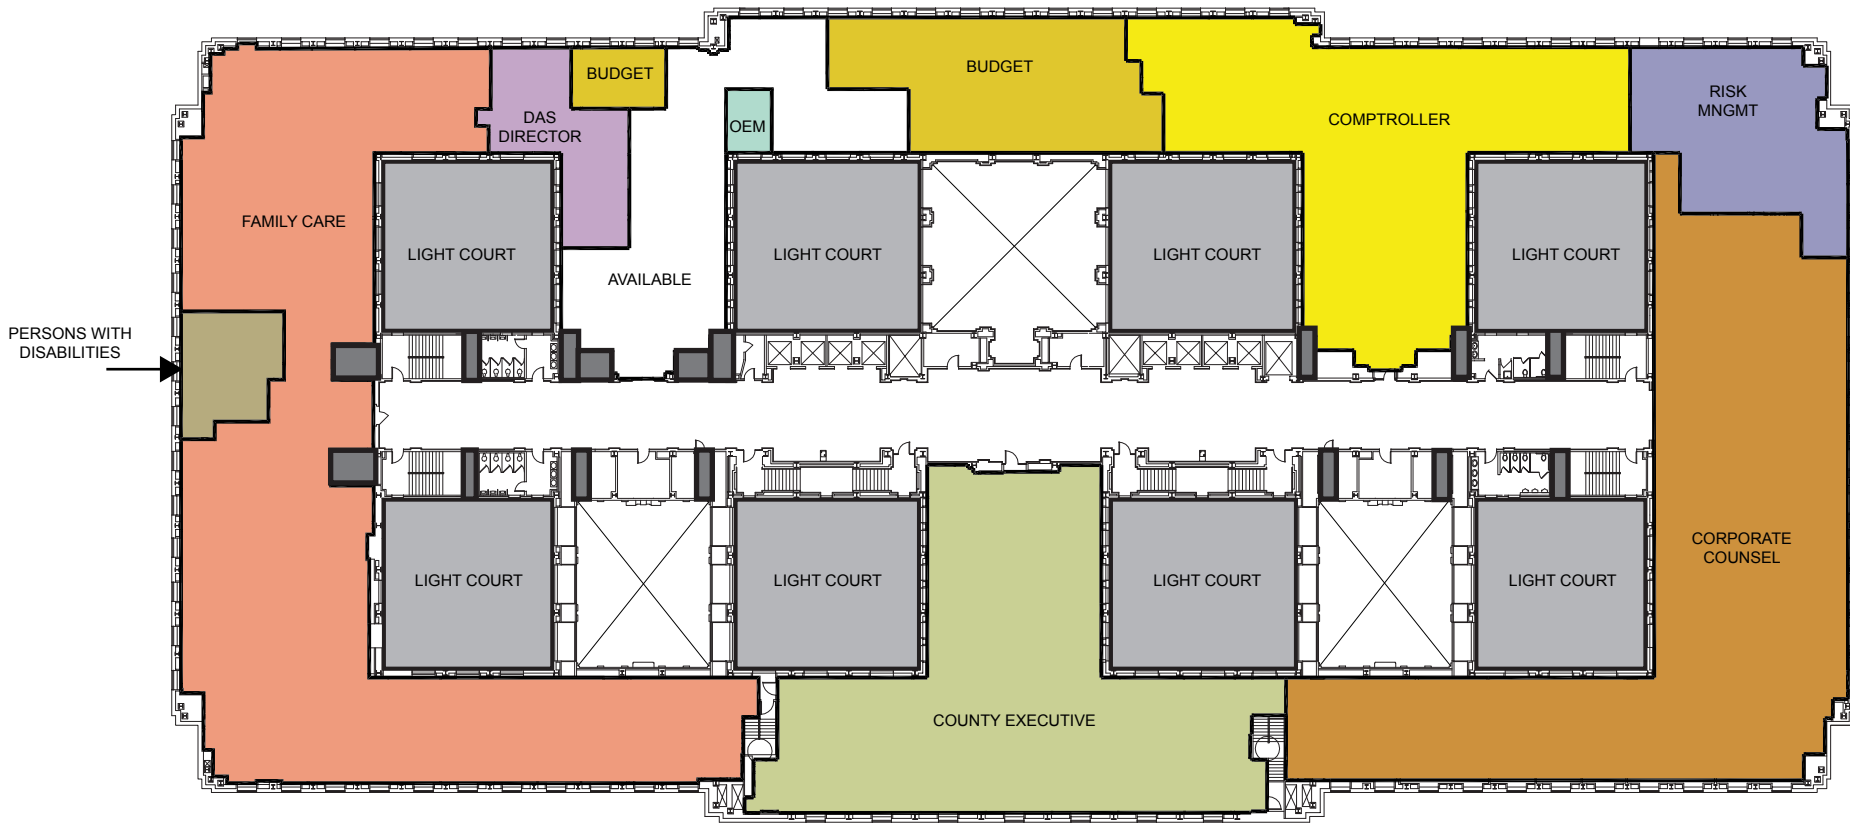 BUDGET
BUDGET
RISK
MNGMT
DAS
DIRECTOR
OEM
COMPTROLLER
FAMILY CARE
LIGHT COURT
LIGHT COURT
LIGHT COURT
LIGHT COURT
AVAILABLE
PERSONS WITH
DISABILITIES
CORPORATE
COUNSEL
LIGHT COURT
LIGHT COURT
LIGHT COURT
LIGHT COURT
COUNTY EXECUTIVE